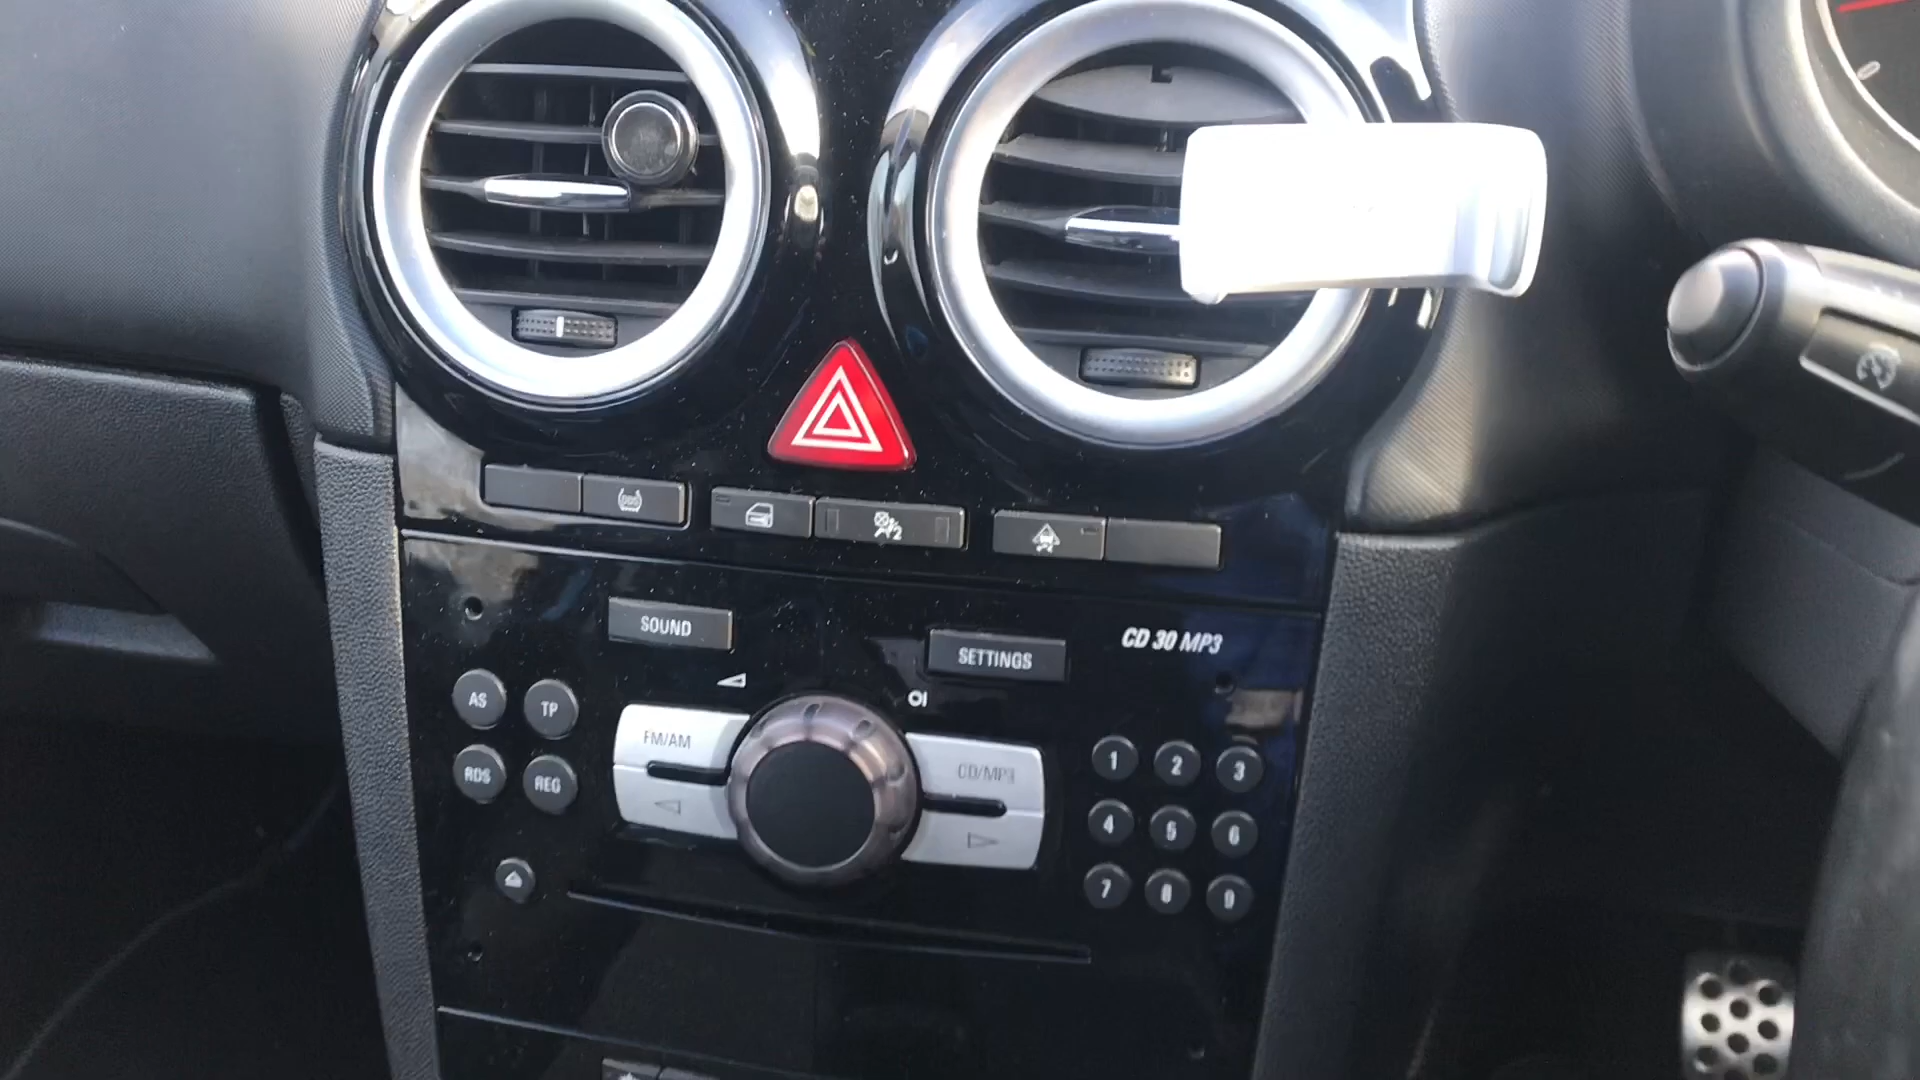 SOUND
SETTINGS
CD 30 MP3
AS
TP
FM/AM
CD/MP3
RDS
REG
1
2
3
4
5
6
7
8
9